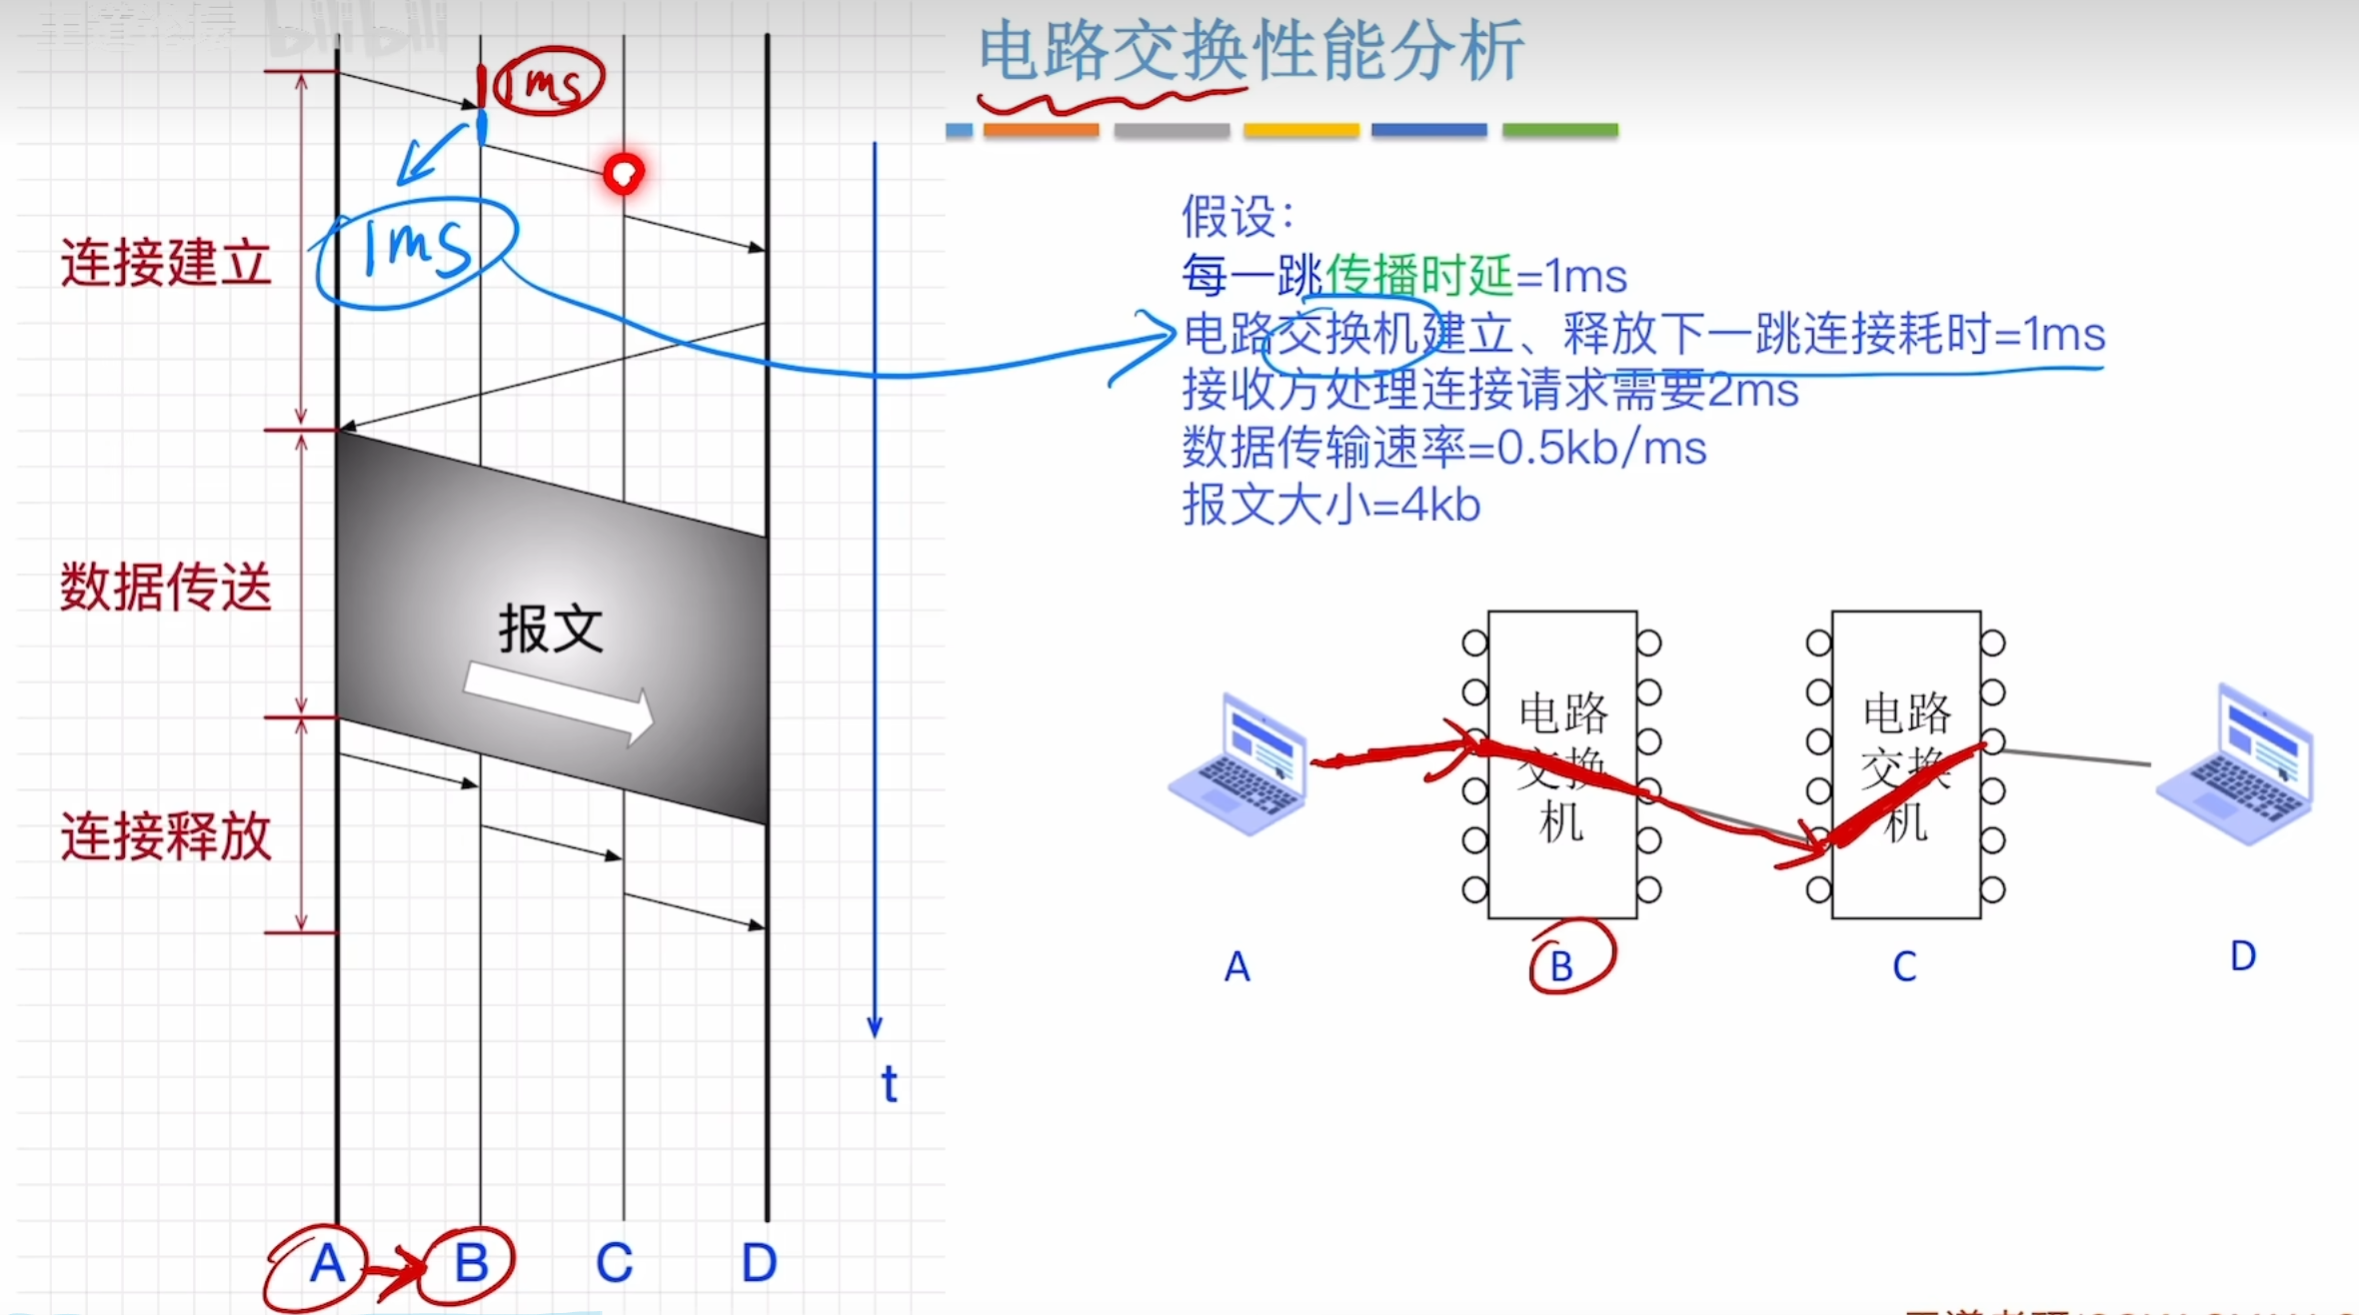 bilibili
电路交换性能分析
1ms
1ms
连接建立
数据传送
连接释放
报文
t
A
B
C
D
假设：
每一跳传播时延=1ms
电路交换机建立、释放下一跳连接耗时=1ms
接收方处理连接请求需要2ms
数据传输速率=0.5kb/ms
报文大小=4kb
电路
交换
机
电路
交换
机
A
B
C
D